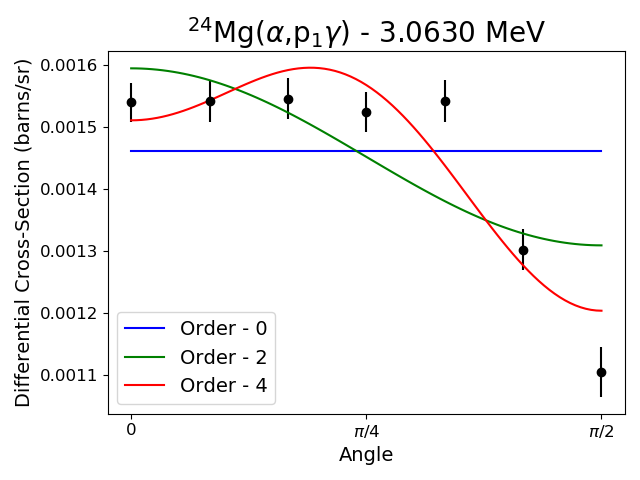 ²⁴Mg(α,p₁γ) - 3.0630 MeV
Differential Cross-Section (barns/sr)
0.0016
0.0015
0.0014
0.0013
0.0012
0.0011
Order - 0
Order - 2
Order - 4
0
π/4
π/2
Angle